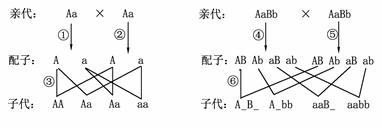 亲代： Aa × Aa 亲代： AaBb × AaBb
① ② ④ ⑤
配子： A a A a 配子： AB Ab aB ab AB Ab aB ab
③ ⑥
子代： AA Aa Aa aa 子代： A_B_ A_bb aaB_ aabb